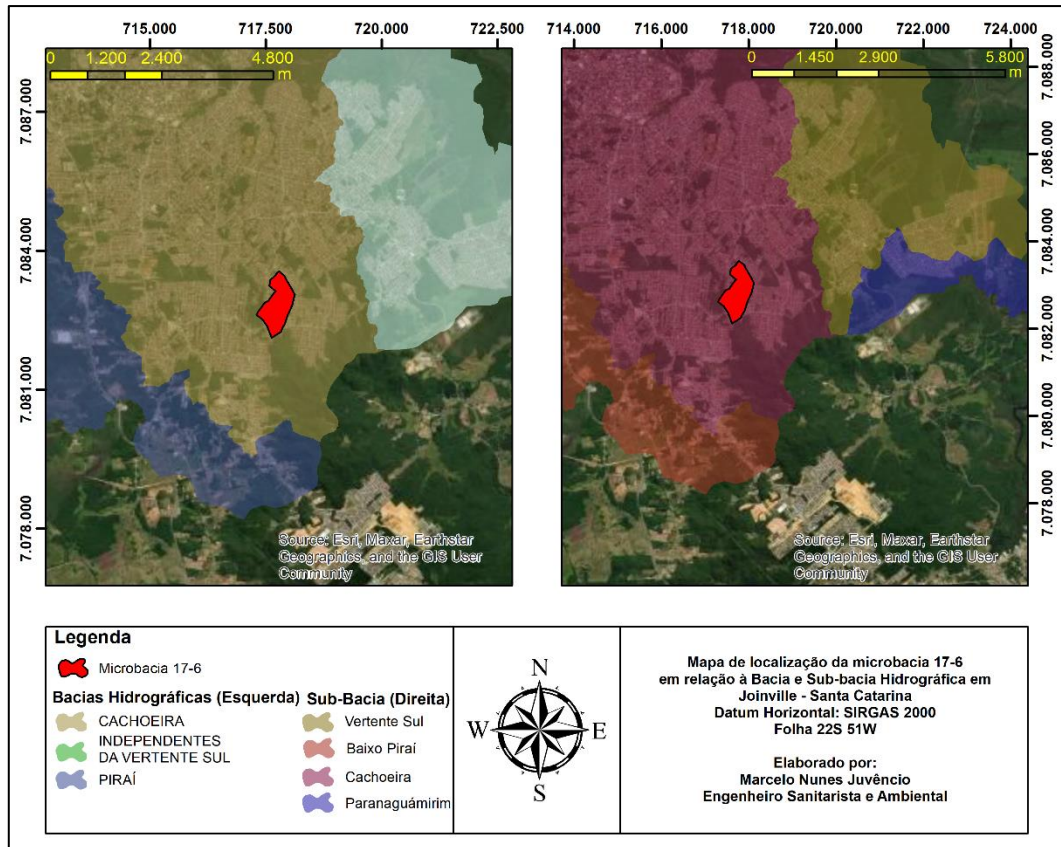 715.000 717.500 720.000 722.500
714.000 716.000 718.000 720.000 722.000 724.000
0 1.200 2.400 4.800
m
0 1.450 2.900 5.800
m
7.087.000
7.084.000
7.081.000
7.078.000
7.088.000
7.086.000
7.084.000
7.082.000
7.080.000
7.078.000
Source: Esri, Maxar, Earthstar
Geographics, and the GIS User
Community
Source: Esri, Maxar, Earthstar
Geographics, and the GIS User
Community
Legenda
Microbacia 17-6
Bacias Hidrográficas (Esquerda)
CACHOEIRA
INDEPENDENTES
DA VERTENTE SUL
PIRAÍ
Sub-Bacia (Direita)
Vertente Sul
Baixo Piraí
Cachoeira
Paranaguámirim
N
W E
S
Mapa de localização da microbacia 17-6
em relação à Bacia e Sub-bacia Hidrográfica em
Joinville - Santa Catarina
Datum Horizontal: SIRGAS 2000
Folha 22S 51W
Elaborado por:
Marcelo Nunes Juvêncio
Engenheiro Sanitarista e Ambiental